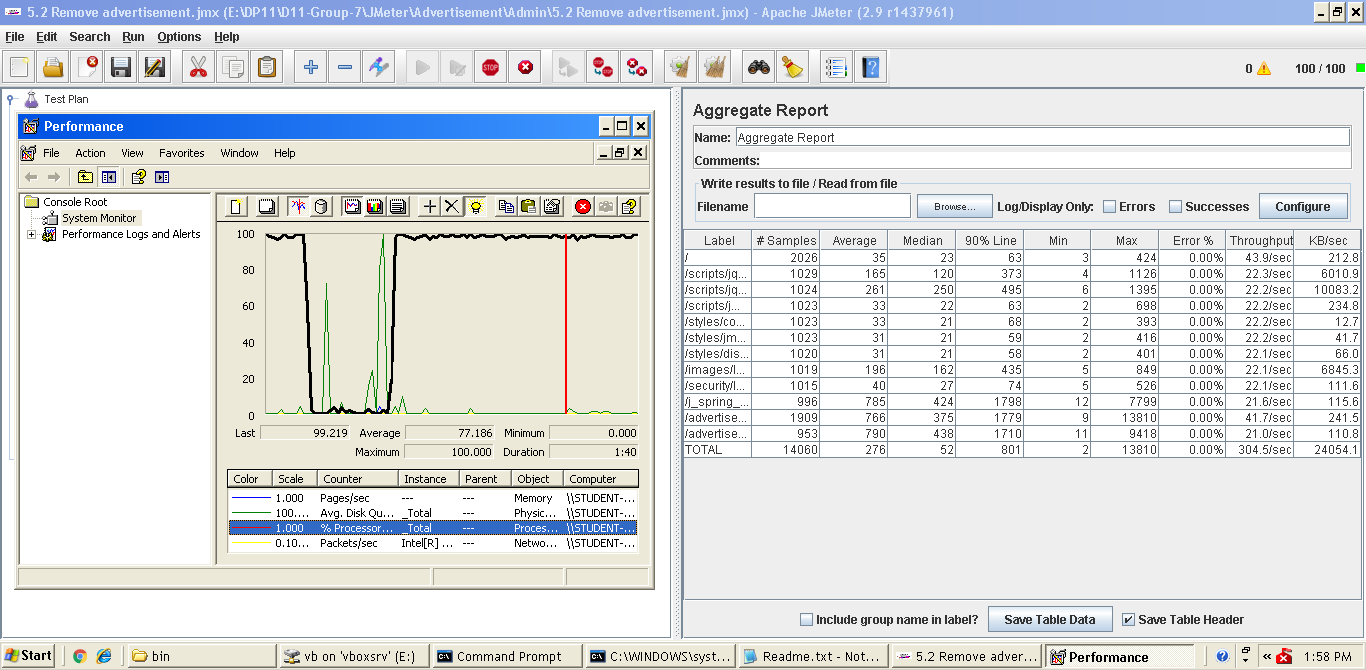 5.2 Remove advertisement.jmx (E:\DP11\D11-Group-7\JMeter\Advertisement\Admin\5.2 Remove advertisement.jmx) - Apache JMeter (2.9 r1437961)
File Edit Search Run Options Help
STOP
0 100 / 100
Test Plan
Performance
File Action View Favorites Window Help
Console Root
System Monitor
Performance Logs and Alerts
100
80
60
40
20
0
Last 99.219 Average 77.186 Minimum 0.000
Maximum 100.000 Duration 1:40
Color Scale Counter Instance Parent Object Computer
1.000 Pages/sec --- --- Memory \\STUDENT-...
100.... Avg. Disk Qu... _Total --- Physic... \\STUDENT-...
1.000 % Processor... _Total --- Proces... \\STUDENT-...
0.10... Packets/sec Intel[R] ... --- Netwo... \\STUDENT-...
Aggregate Report
Name: Aggregate Report
Comments:
Write results to file / Read from file
Filename Browse... Log/Display Only: Errors Successes Configure
Label # Samples Average Median 90% Line Min Max Error % Throughput KB/sec
/ 2026 35 23 63 3 424 0.00% 43.9/sec 212.8
/scripts/jq... 1029 165 120 373 4 1126 0.00% 22.3/sec 6010.9
/scripts/jq... 1024 261 250 495 6 1395 0.00% 22.2/sec 10083.2
/scripts/j... 1023 33 22 63 2 698 0.00% 22.2/sec 234.8
/styles/co... 1023 33 21 68 2 393 0.00% 22.2/sec 12.7
/styles/jm... 1023 31 21 59 2 416 0.00% 22.2/sec 41.7
/styles/dis... 1020 31 21 58 2 401 0.00% 22.1/sec 66.0
/images/l... 1019 196 162 435 5 849 0.00% 22.1/sec 6845.3
/security/l... 1015 40 27 74 5 526 0.00% 22.1/sec 111.6
/j_spring_... 996 785 424 1798 12 7799 0.00% 21.6/sec 115.6
/advertise... 1909 766 375 1779 9 13810 0.00% 41.7/sec 241.5
/advertise... 953 790 438 1710 11 9418 0.00% 21.0/sec 110.8
TOTAL 14060 276 52 801 2 13810 0.00% 304.5/sec 24054.1
Include group name in label? Save Table Data Save Table Header
Start bin vb on 'vboxsrv' (E:) Command Prompt C:\WINDOWS\syst... Readme.txt - Not... 5.2 Remove adver... Performance 1:58 PM